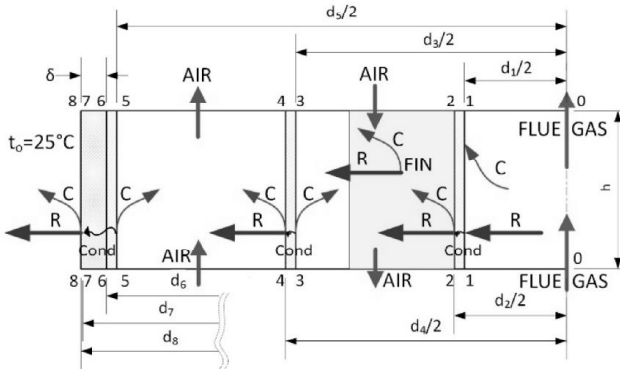 d₅/2
d₃/2
δ
AIR
AIR
d₁/2
8 7 6 5
4 3
2 1
0
tₒ=25°C
FLUE GAS
C
R
FIN
C
h
C
C
C
C
C
R
R
R
R
Cond
AIR
Cond
Cond
0
8 7 6 5
4 3
AIR
2 1
FLUE GAS
d₆
d₂/2
d₇
d₄/2
d₈